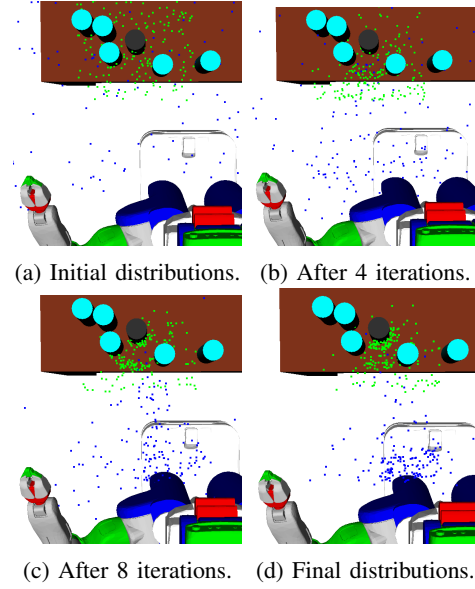 (a) Initial distributions. (b) After 4 iterations.
(c) After 8 iterations. (d) Final distributions.